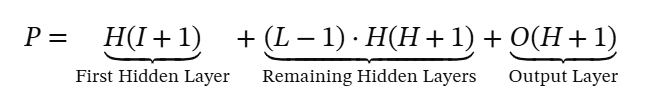 P = H(I + 1) + (L − 1) · H(H + 1) + O(H + 1)
First Hidden Layer Remaining Hidden Layers Output Layer